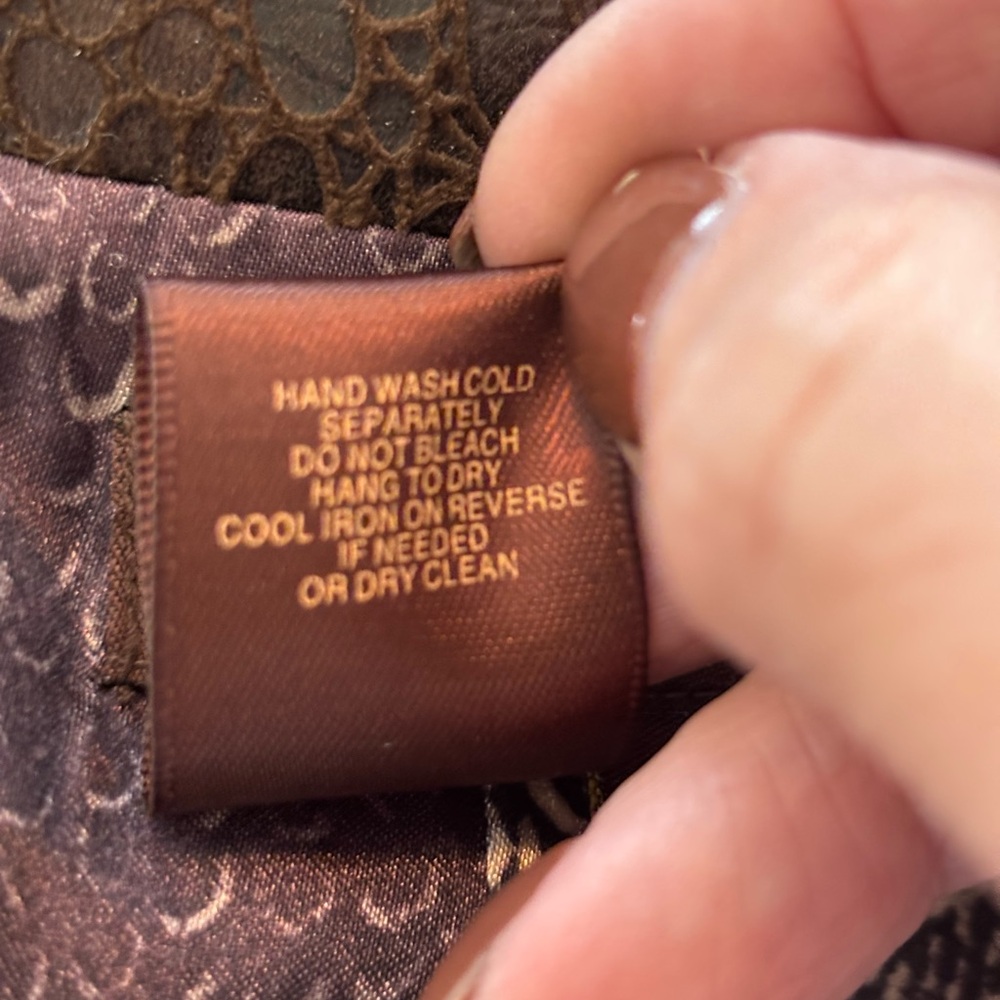 HAND WASH COLD
SEPARATELY
DO NOT BLEACH
HANG TO DRY
COOL IRON ON REVERSE
IF NEEDED
OR DRY CLEAN